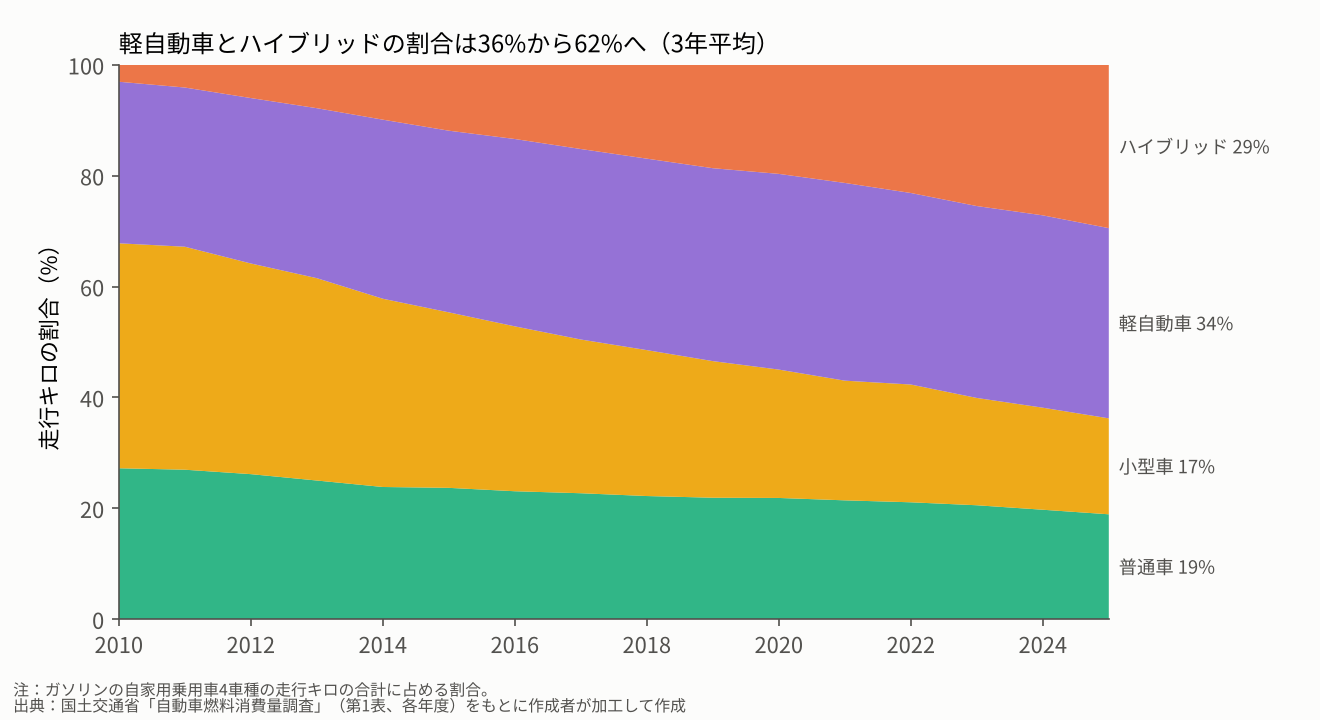 軽自動車とハイブリッドの割合は36%から62%へ（3年平均）
走行キロの割合（%）
100
80
60
40
20
0
2010
2012
2014
2016
2018
2020
2022
2024
ハイブリッド 29%
軽自動車 34%
小型車 17%
普通車 19%
注：ガソリンの自家用乗用車4車種の走行キロの合計に占める割合。
出典：国土交通省「自動車燃料消費量調査」（第1表、各年度）をもとに作成者が加工して作成